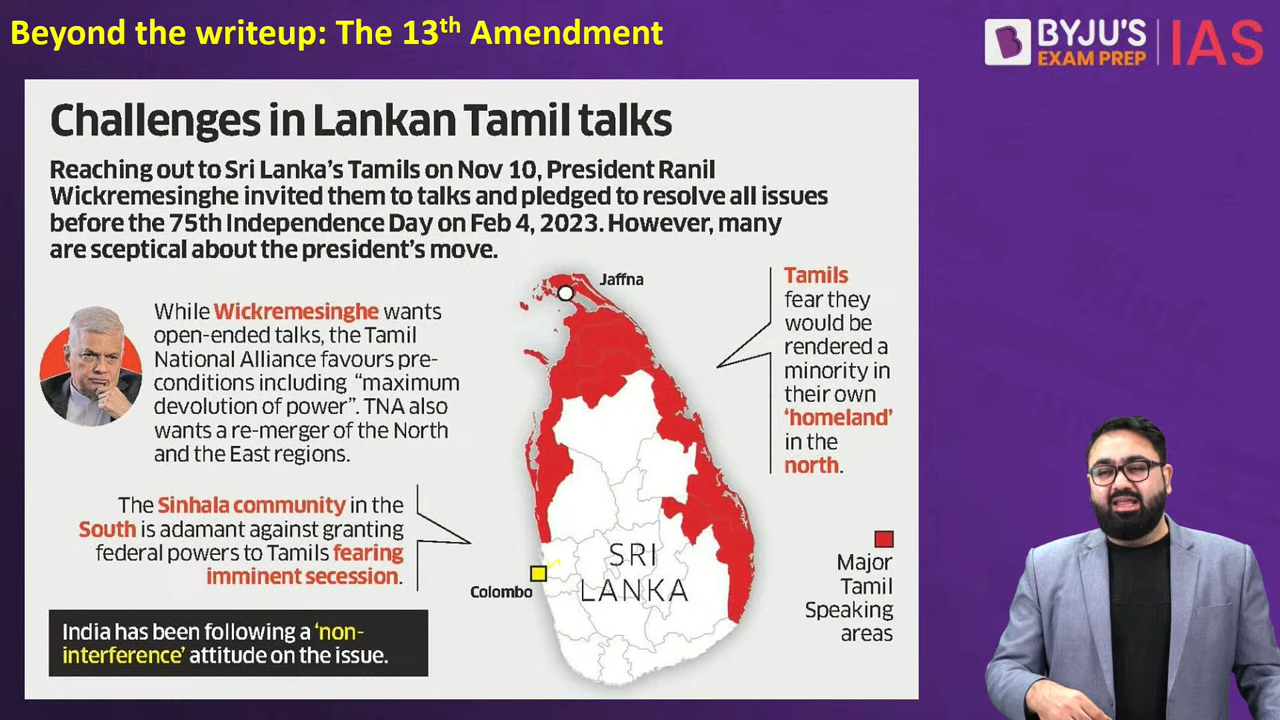 Beyond the writeup: The 13th Amendment
BYJU'S
EXAM PREP
IAS
Challenges in Lankan Tamil talks
Reaching out to Sri Lanka's Tamils on Nov 10, President Ranil
Wickremesinghe invited them to talks and pledged to resolve all issues
before the 75th Independence Day on Feb 4, 2023. However, many
are sceptical about the president's move.
While Wickremesinghe wants
open-ended talks, the Tamil
National Alliance favours pre-
conditions including “maximum
devolution of power”. TNA also
wants a re-merger of the North
and the East regions.
The Sinhala community in the
South is adamant against granting
federal powers to Tamils fearing
imminent secession.
India has been following a ‘non-
interference’ attitude on the issue.
Jaffna
Colombo
SRI
LANKA
Tamils
fear they
would be
rendered a
minority in
their own
‘homeland’
in the
north.
Major
Tamil
Speaking
areas